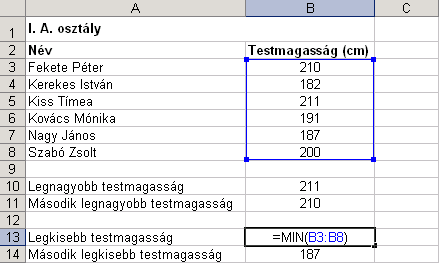 A B C
1 I. A. osztály
2 Név Testmagasság (cm)
3 Fekete Péter 210
4 Kerekes István 182
5 Kiss Tímea 211
6 Kovács Mónika 191
7 Nagy János 187
8 Szabó Zsolt 200
9
10 Legnagyobb testmagasság 211
11 Második legnagyobb testmagasság 210
12
13 Legkisebb testmagasság =MIN(B3:B8)
14 Második legkisebb testmagasság 187